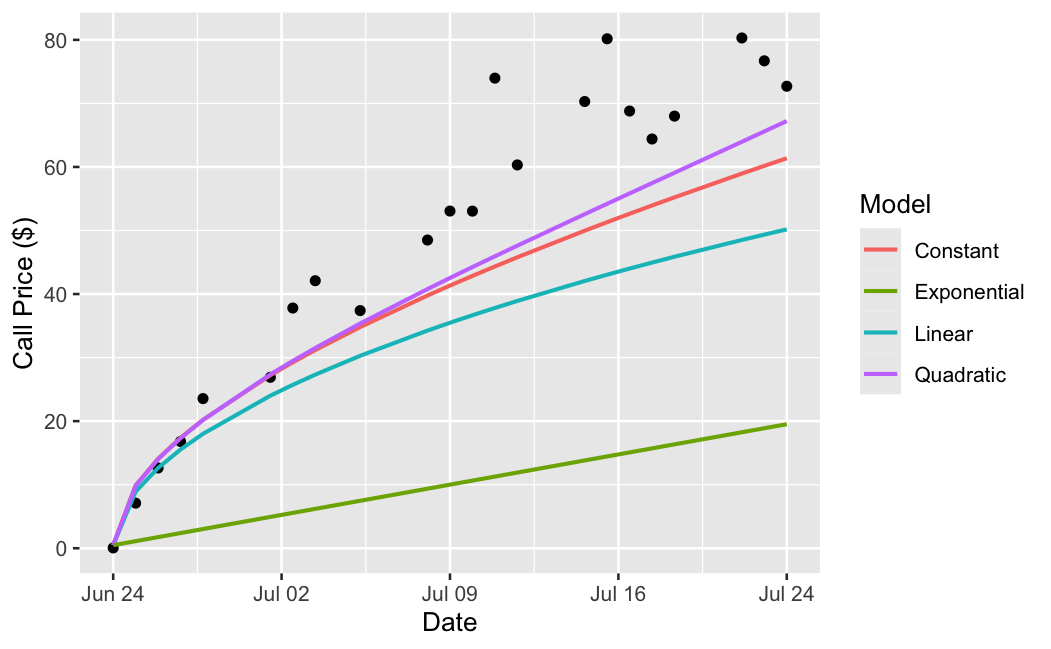 80
60
40
20
0
Call Price ($)
Jun 24
Jul 02
Jul 09
Jul 16
Jul 24
Date
Model
Constant
Exponential
Linear
Quadratic